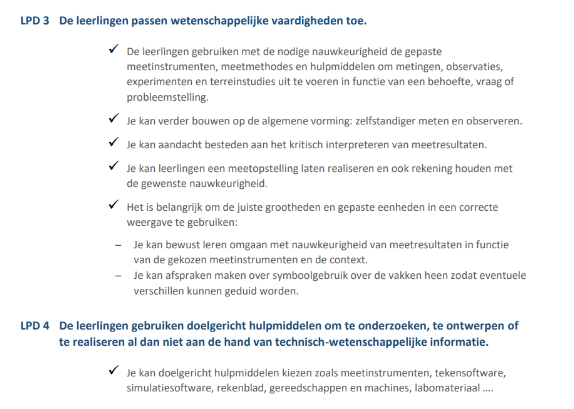 LPD 3 De leerlingen passen wetenschappelijke vaardigheden toe.
✓ De leerlingen gebruiken met de nodige nauwkeurigheid de gepaste
meetinstrumenten, meetmethodes en hulpmiddelen om metingen, observaties,
experimenten en terreinstudies uit te voeren in functie van een behoefte, vraag of
probleemstelling.
✓ Je kan verder bouwen op de algemene vorming: zelfstandiger meten en observeren.
✓ Je kan aandacht besteden aan het kritisch interpreteren van meetresultaten.
✓ Je kan leerlingen een meetopstelling laten realiseren en ook rekening houden met
de gewenste nauwkeurigheid.
✓ Het is belangrijk om de juiste grootheden en gepaste eenheden in een correcte
weergave te gebruiken:
− Je kan bewust leren omgaan met nauwkeurigheid van meetresultaten in functie
van de gekozen meetinstrumenten en de context.
− Je kan afspraken maken over symboolgebruik over de vakken heen zodat eventuele
verschillen kunnen geduid worden.
LPD 4 De leerlingen gebruiken doelgericht hulpmiddelen om te onderzoeken, te ontwerpen of
te realiseren al dan niet aan de hand van technisch-wetenschappelijke informatie.
✓ Je kan doelgericht hulpmiddelen kiezen zoals meetinstrumenten, tekensoftware,
simulatiesoftware, rekenblad, gereedschappen en machines, labomateriaal ....